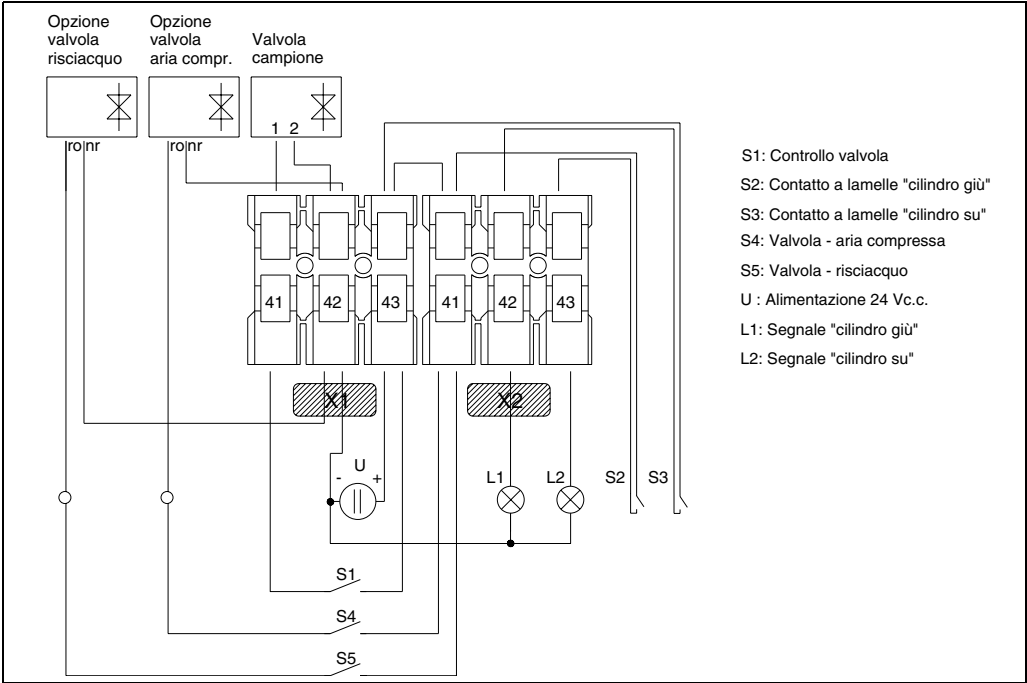 Opzione
valvola
risciacquo
Opzione
valvola
aria compr.
Valvola
campione
1 2
ro nr
ro nr
41 42 43 41 42 43
X1 X2
U
- +
L1 L2 S2 S3
S1
S4
S5
S1: Controllo valvola
S2: Contatto a lamelle "cilindro giù"
S3: Contatto a lamelle "cilindro su"
S4: Valvola - aria compressa
S5: Valvola - risciacquo
U : Alimentazione 24 Vc.c.
L1: Segnale "cilindro giù"
L2: Segnale "cilindro su"